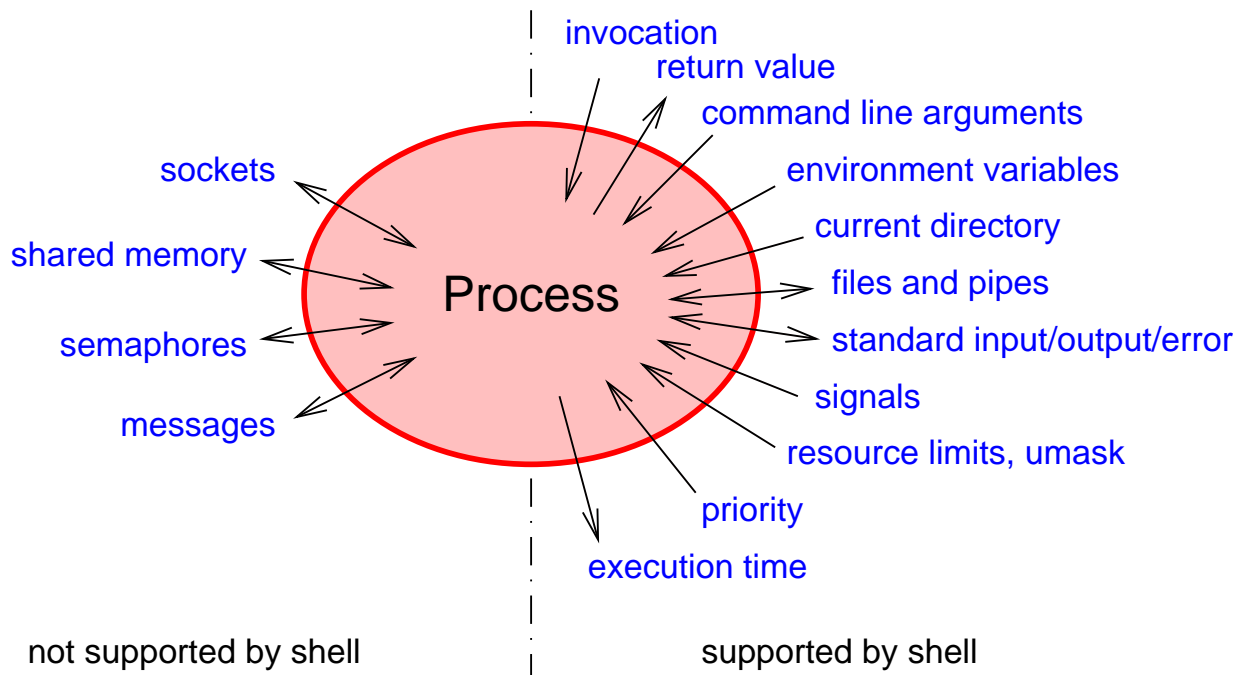 invocation
return value
command line arguments
sockets
environment variables
current directory
shared memory
files and pipes
Process
semaphores
standard input/output/error
signals
messages
resource limits, umask
priority
execution time
not supported by shell
supported by shell